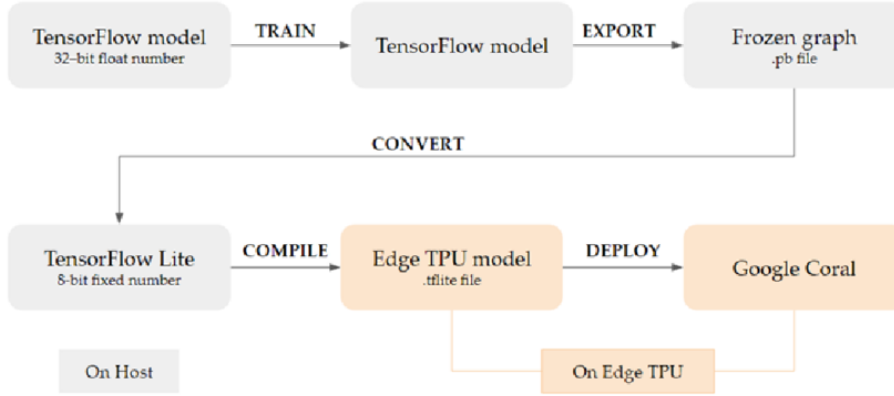 TensorFlow model
32-bit float number
TRAIN
TensorFlow model
EXPORT
Frozen graph
.pb file
CONVERT
TensorFlow Lite
8-bit fixed number
COMPILE
Edge TPU model
.tflite file
DEPLOY
Google Coral
On Host
On Edge TPU